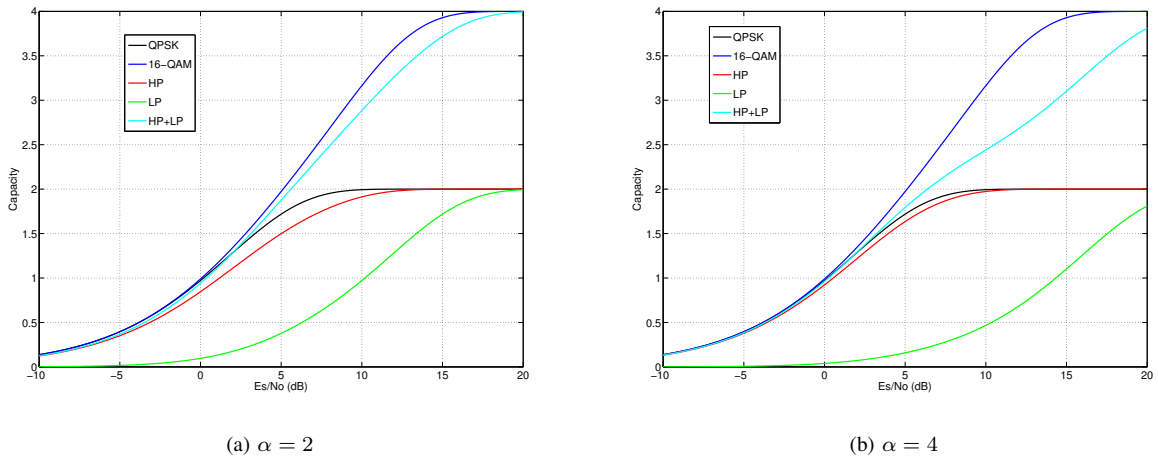 4
3.5
3
2.5
2
1.5
1
0.5
0
Capacity
QPSK
16−QAM
HP
LP
HP+LP
−10 −5 0 5 10 15 20
Es/No (dB)
(a) α = 2
4
3.5
3
2.5
2
1.5
1
0.5
0
Capacity
QPSK
16−QAM
HP
LP
HP+LP
−10 −5 0 5 10 15 20
Es/No (dB)
(b) α = 4